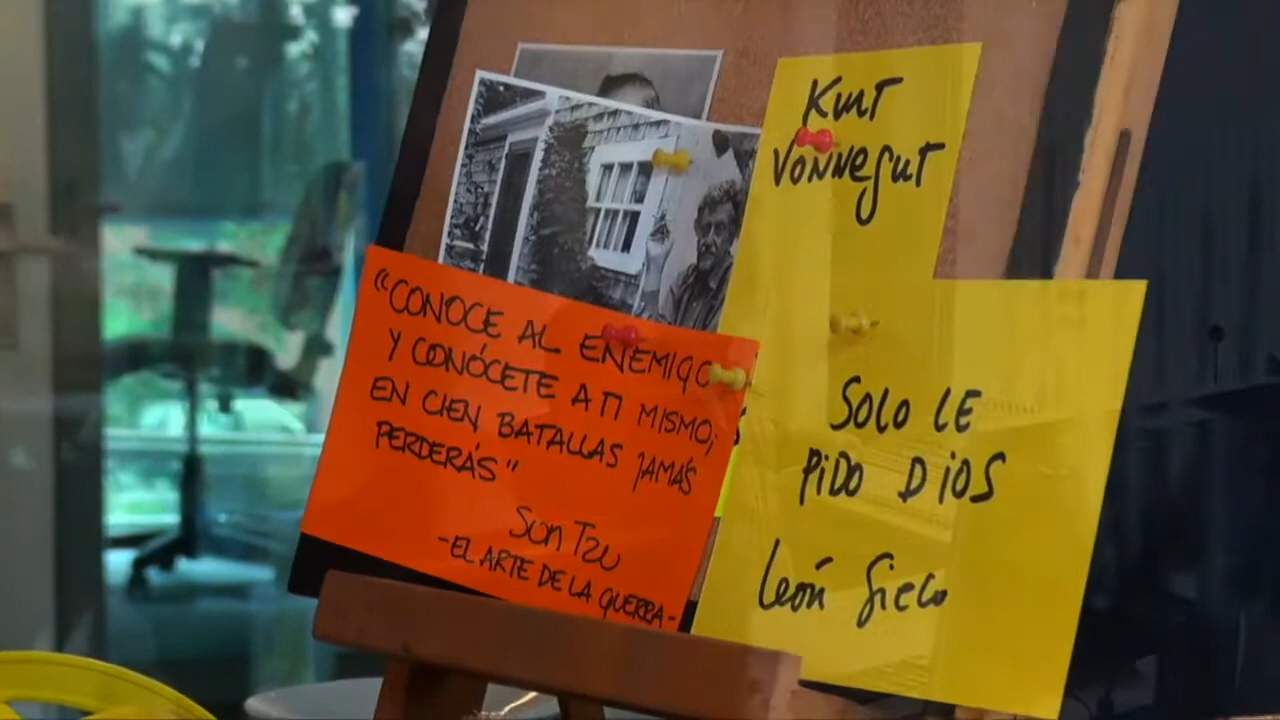 Kurt
Vonnegut
"CONOCE AL ENEMIGO
Y CONÓCETE A TI MISMO;
EN CIEN BATALLAS JAMÁS
PERDERÁS"
Sun Tzu
-EL ARTE DE LA GUERRA-
SOLO LE
PIDO DIOS
León Gieco